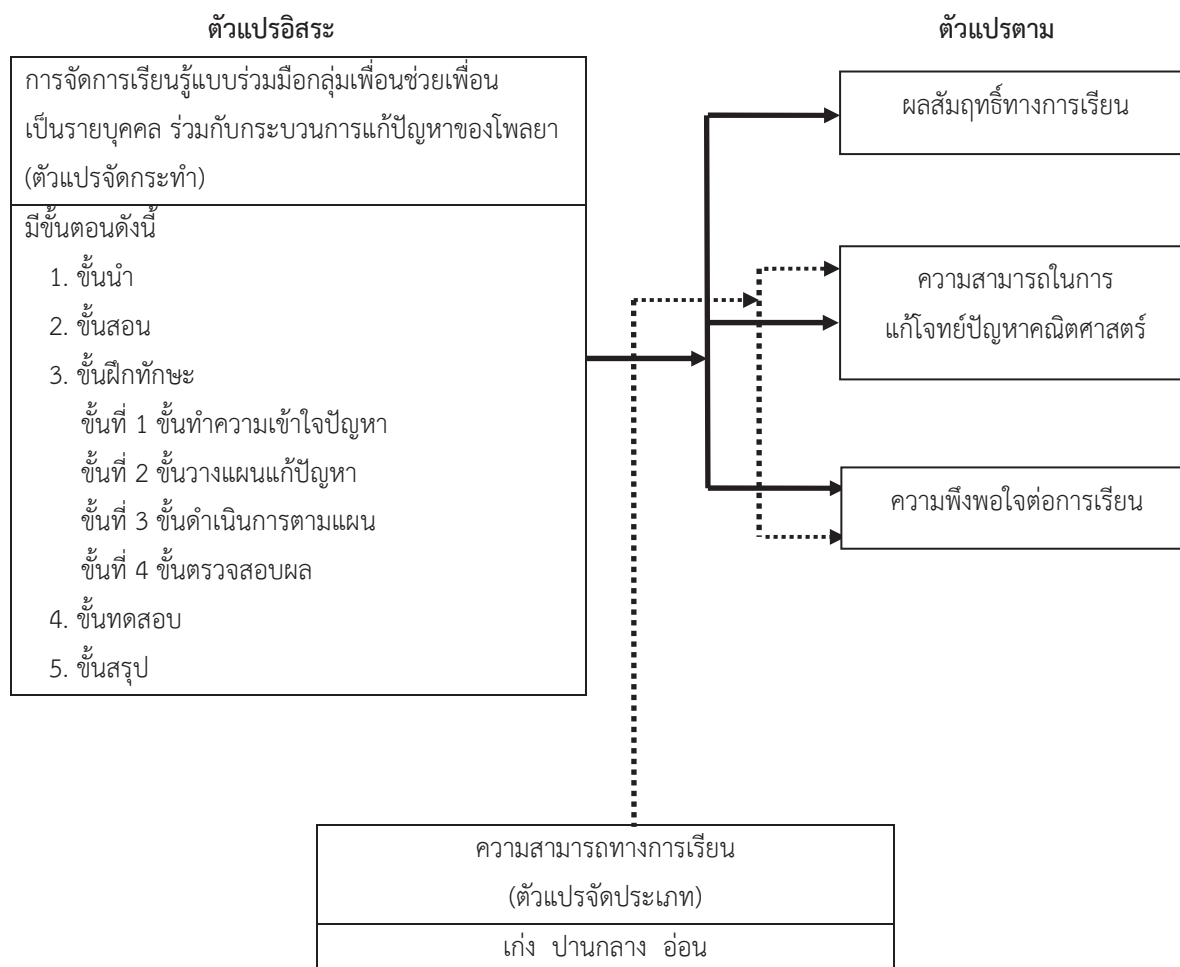 ตัวแปรอิสระ
ตัวแปรตาม
การจัดการเรียนรู้แบบร่วมมือกลุ่มเพื่อนช่วยเพื่อน
เป็นรายบุคคล ร่วมกับกระบวนการแก้ปัญหาของโพลยา
(ตัวแปรจัดกระทำ)
มีขั้นตอนดังนี้
1. ขั้นนำ
2. ขั้นสอน
3. ขั้นฝึกทักษะ
ขั้นที่ 1 ขั้นทำความเข้าใจปัญหา
ขั้นที่ 2 ขั้นวางแผนแก้ปัญหา
ขั้นที่ 3 ขั้นดำเนินการตามแผน
ขั้นที่ 4 ขั้นตรวจสอบผล
4. ขั้นทดสอบ
5. ขั้นสรุป
ผลสัมฤทธิ์ทางการเรียน
ความสามารถในการ
แก้โจทย์ปัญหาคณิตศาสตร์
ความพึงพอใจต่อการเรียน
ความสามารถทางการเรียน
(ตัวแปรจัดประเภท)
เก่ง ปานกลาง อ่อน